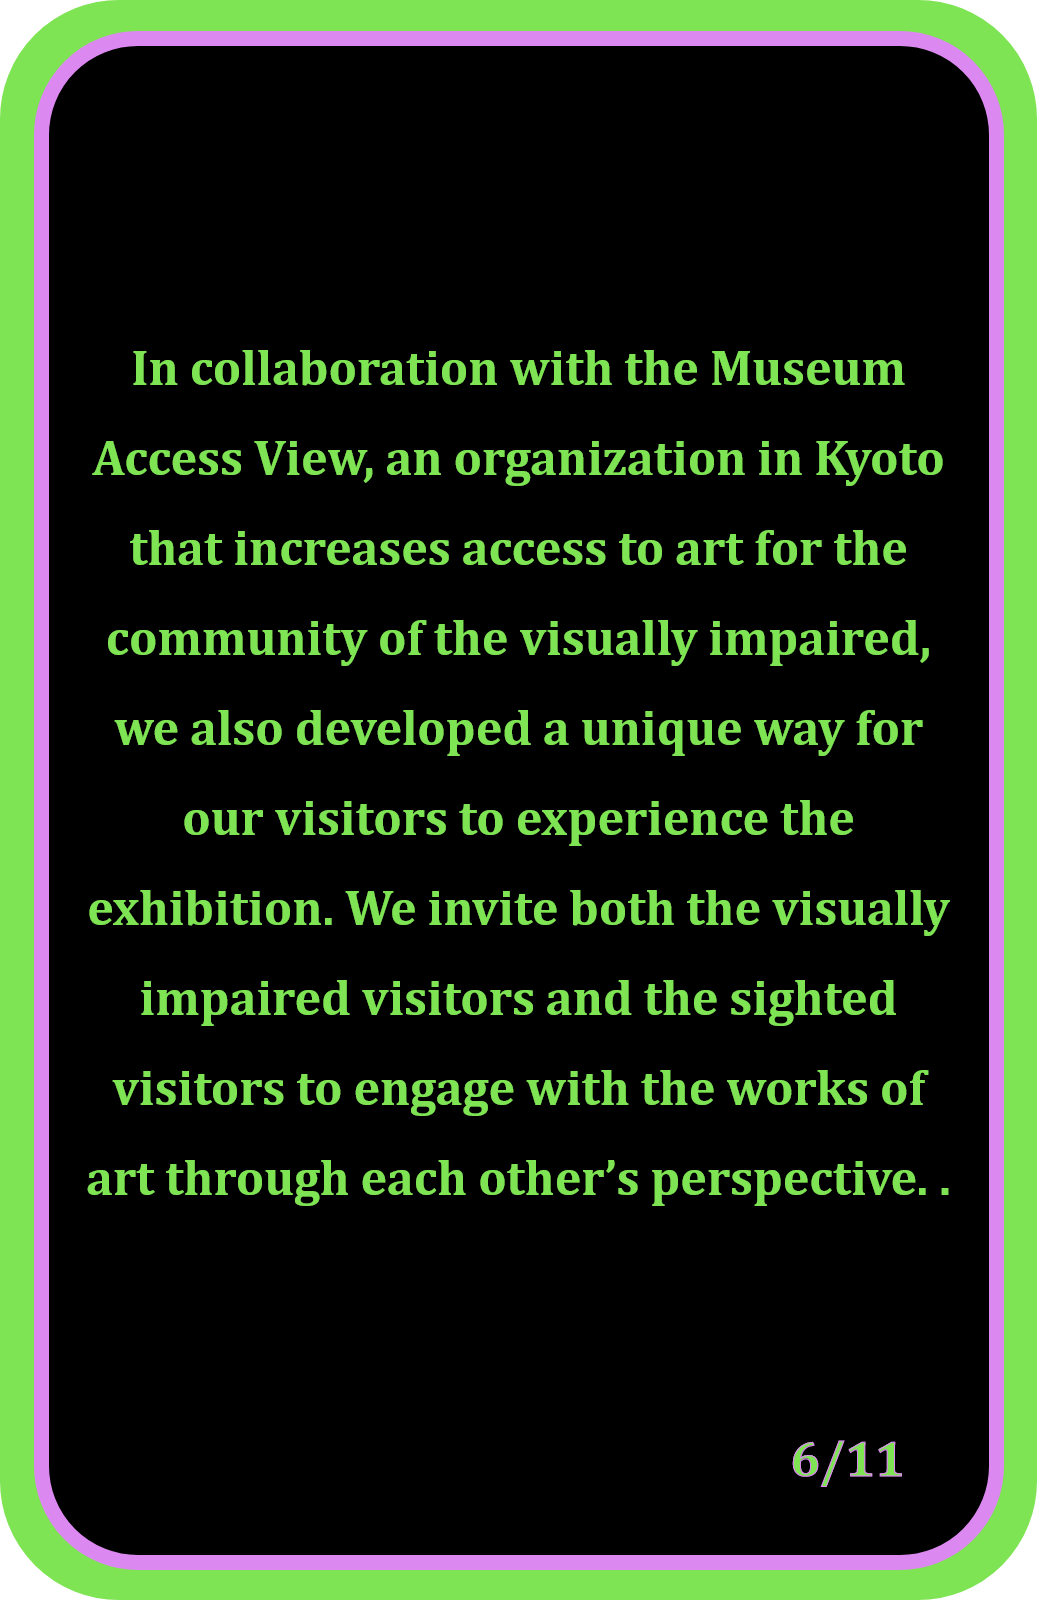 In collaboration with the Museum
Access View, an organization in Kyoto
that increases access to art for the
community of the visually impaired,
we also developed a unique way for
our visitors to experience the
exhibition. We invite both the visually
impaired visitors and the sighted
visitors to engage with the works of
art through each other’s perspective. .
6/11